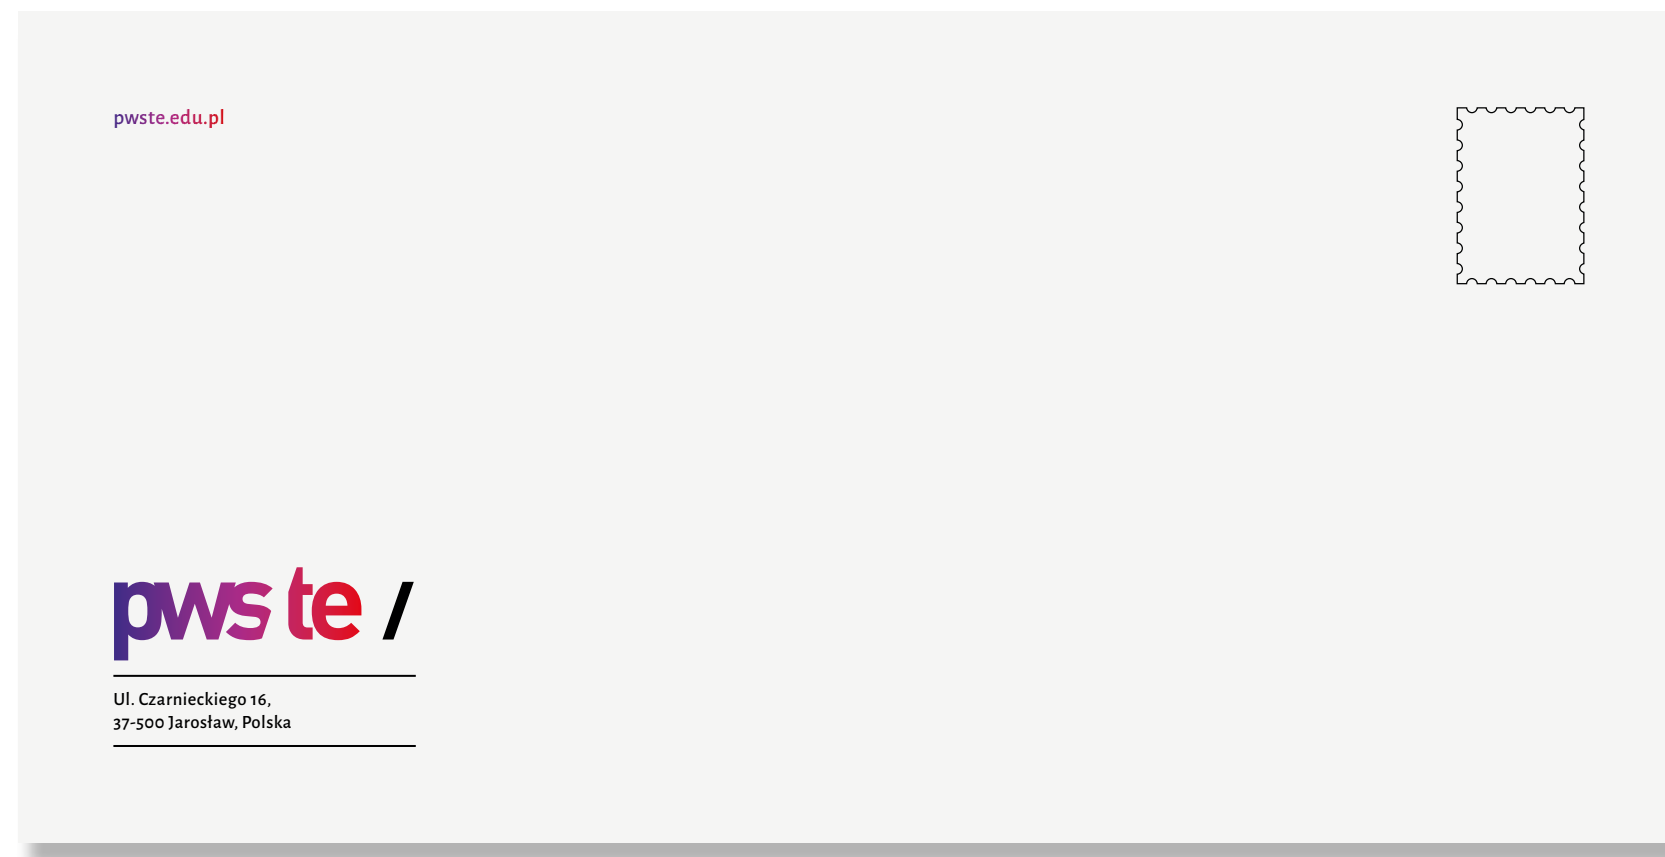 pwste.edu.pl
pwste /
Ul. Czarnieckiego 16,
37-500 Jarosław, Polska